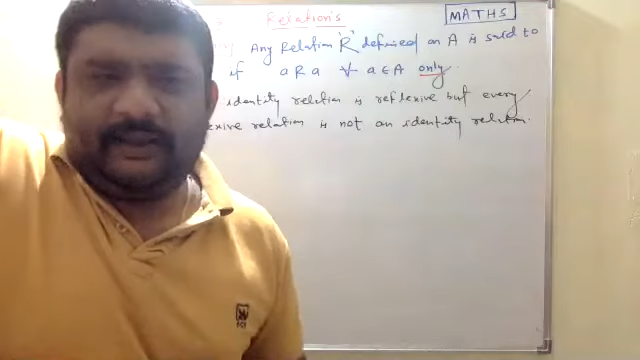 Relations
MATHS
Any Relation 'R' defined on A is said to
if a R a ∀ a ∈ A only.
identity relation is reflexive but every
exive relation is not an identity relation.